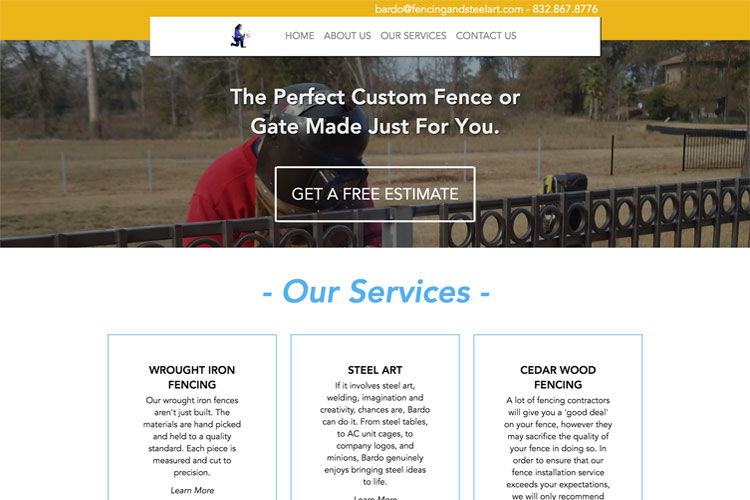 bardo@fencingandsteelart.com - 832.867.8776
HOME ABOUT US OUR SERVICES CONTACT US
The Perfect Custom Fence or
Gate Made Just For You.
GET A FREE ESTIMATE
- Our Services -
WROUGHT IRON
FENCING
Our wrought iron fences
aren't just built. The
materials are hand picked
and held to a quality
standard. Each piece is
measured and cut to
precision.
Learn More
STEEL ART
If it involves steel art,
welding, imagination and
creativity, chances are, Bardo
can do it. From steel tables,
to AC unit cages, to
company logos, and
minions, Bardo genuinely
enjoys bringing steel ideas
to life.
Learn More
CEDAR WOOD
FENCING
A lot of fencing contractors
will give you a 'good deal'
on your fence, however they
may sacrifice the quality of
your fence in doing so. In
order to ensure that our
fence installation service
exceeds your expectations,
we will only recommend